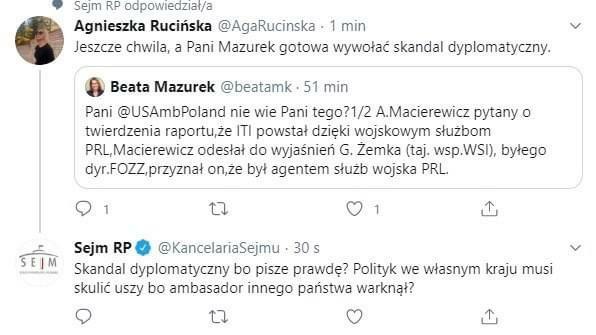 Sejm RP odpowiedział/a
Agnieszka Rucińska @AgaRucinska · 1 min
Jeszcze chwila, a Pani Mazurek gotowa wywołać skandal dyplomatyczny.
Beata Mazurek @beatamk · 51 min
Pani @USAmbPoland nie wie Pani tego?1/2 A.Macierewicz pytany o
twierdzenia raportu,że ITI powstał dzięki wojskowym służbom
PRL,Macierewicz odesłał do wyjaśnień G. Żemka (taj. wsp.WSI), byłego
dyr.FOZZ,przyznał on,że był agentem służb wojska PRL.
1 1
Sejm RP @KancelariaSejmu · 30 s
SEJM
Skandal dyplomatyczny bo pisze prawdę? Polityk we własnym kraju musi
skulić uszy bo ambasador innego państwa warknął?